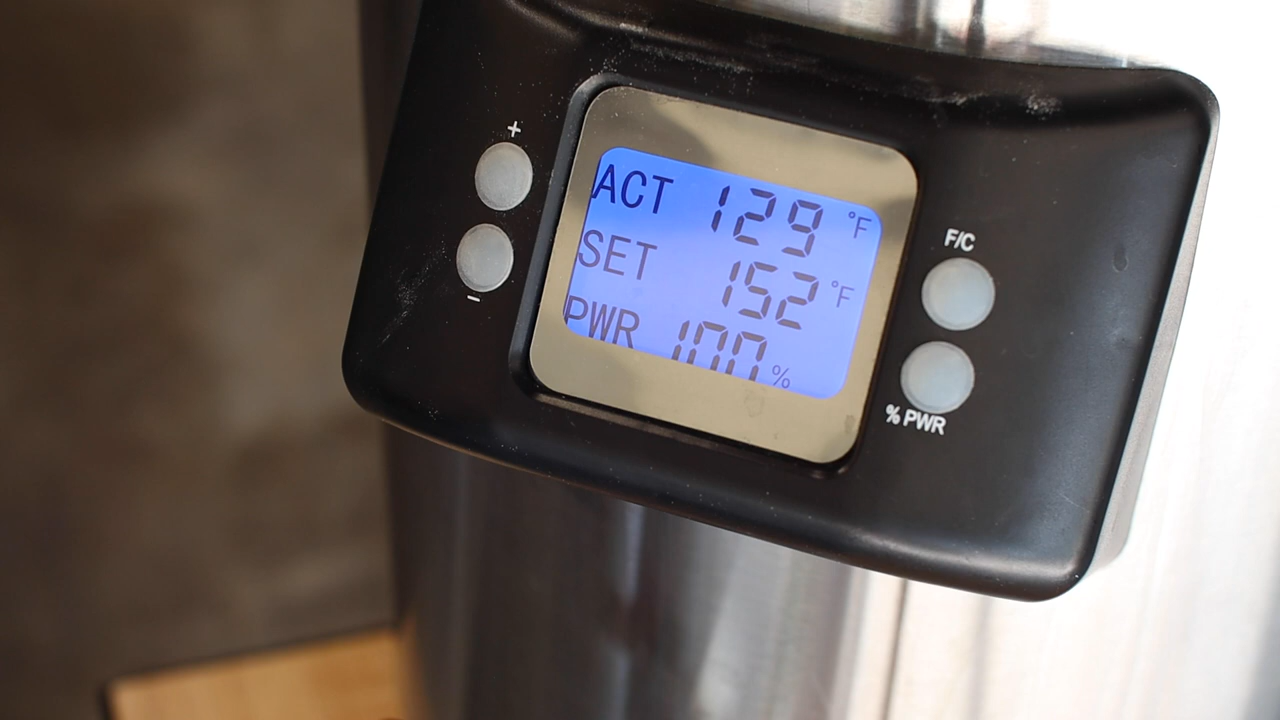 +
−
ACT 129 °F
SET 152 °F
PWR 100 %
F/C
% PWR